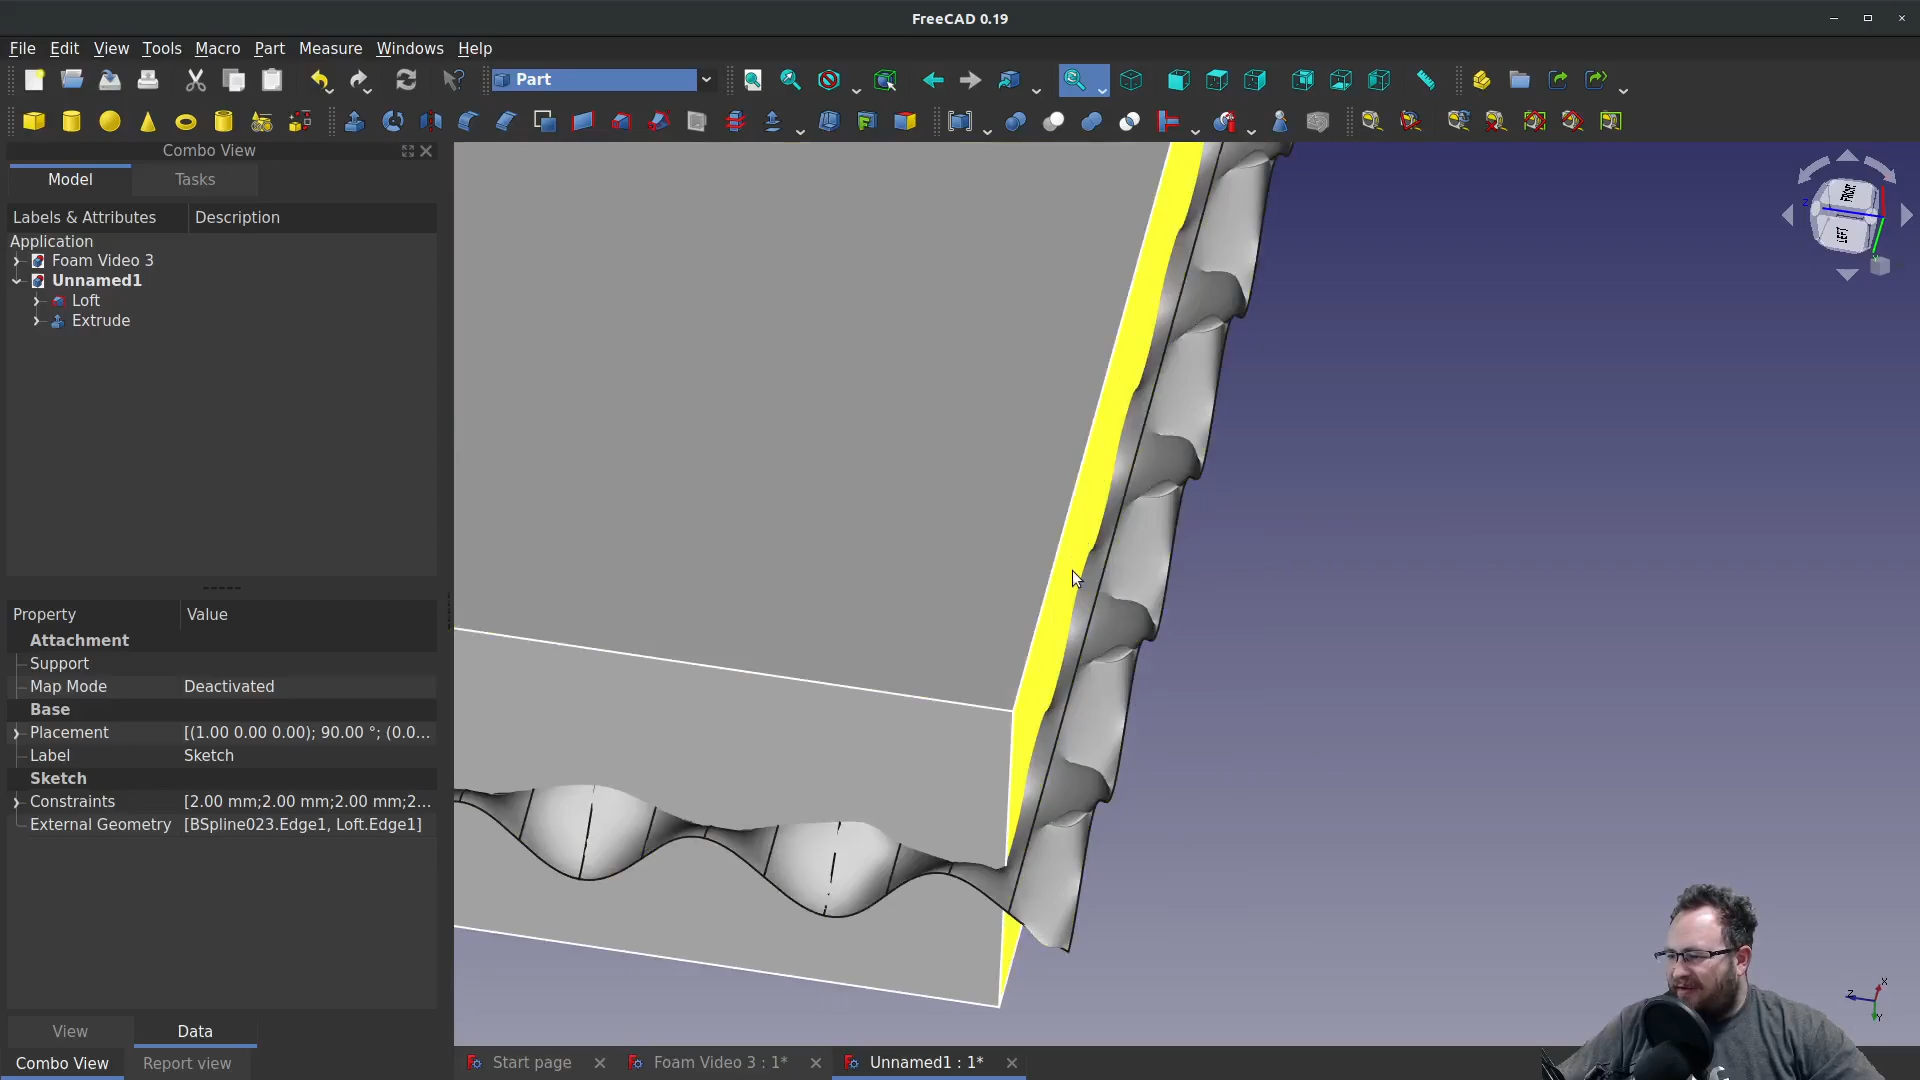 FreeCAD 0.19
File Edit View Tools Macro Part Measure Windows Help
Part
Combo View
Model Tasks
Labels & Attributes Description
Application
Foam Video 3
Unnamed1
Loft
Extrude
Property Value
Attachment
Support
Map Mode Deactivated
Base
Placement [(1.00 0.00 0.00); 90.00 °; (0.0...
Label Sketch
Sketch
Constraints [2.00 mm;2.00 mm;2.00 mm;2...
External Geometry [BSpline023.Edge1, Loft.Edge1]
View Data
Combo View Report view
Start page Foam Video 3 : 1* Unnamed1 : 1*
FRONT
LEFT
Z
X
Z
Y